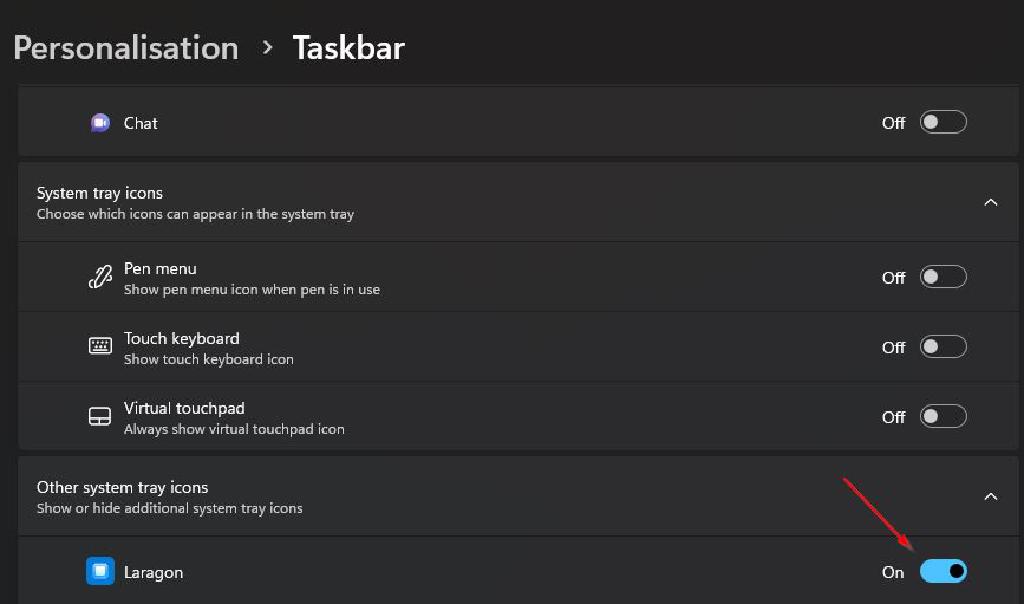 Personalisation > Taskbar
Chat
Off
System tray icons
Choose which icons can appear in the system tray
Pen menu
Show pen menu icon when pen is in use
Off
Touch keyboard
Show touch keyboard icon
Off
Virtual touchpad
Always show virtual touchpad icon
Off
Other system tray icons
Show or hide additional system tray icons
Laragon
On